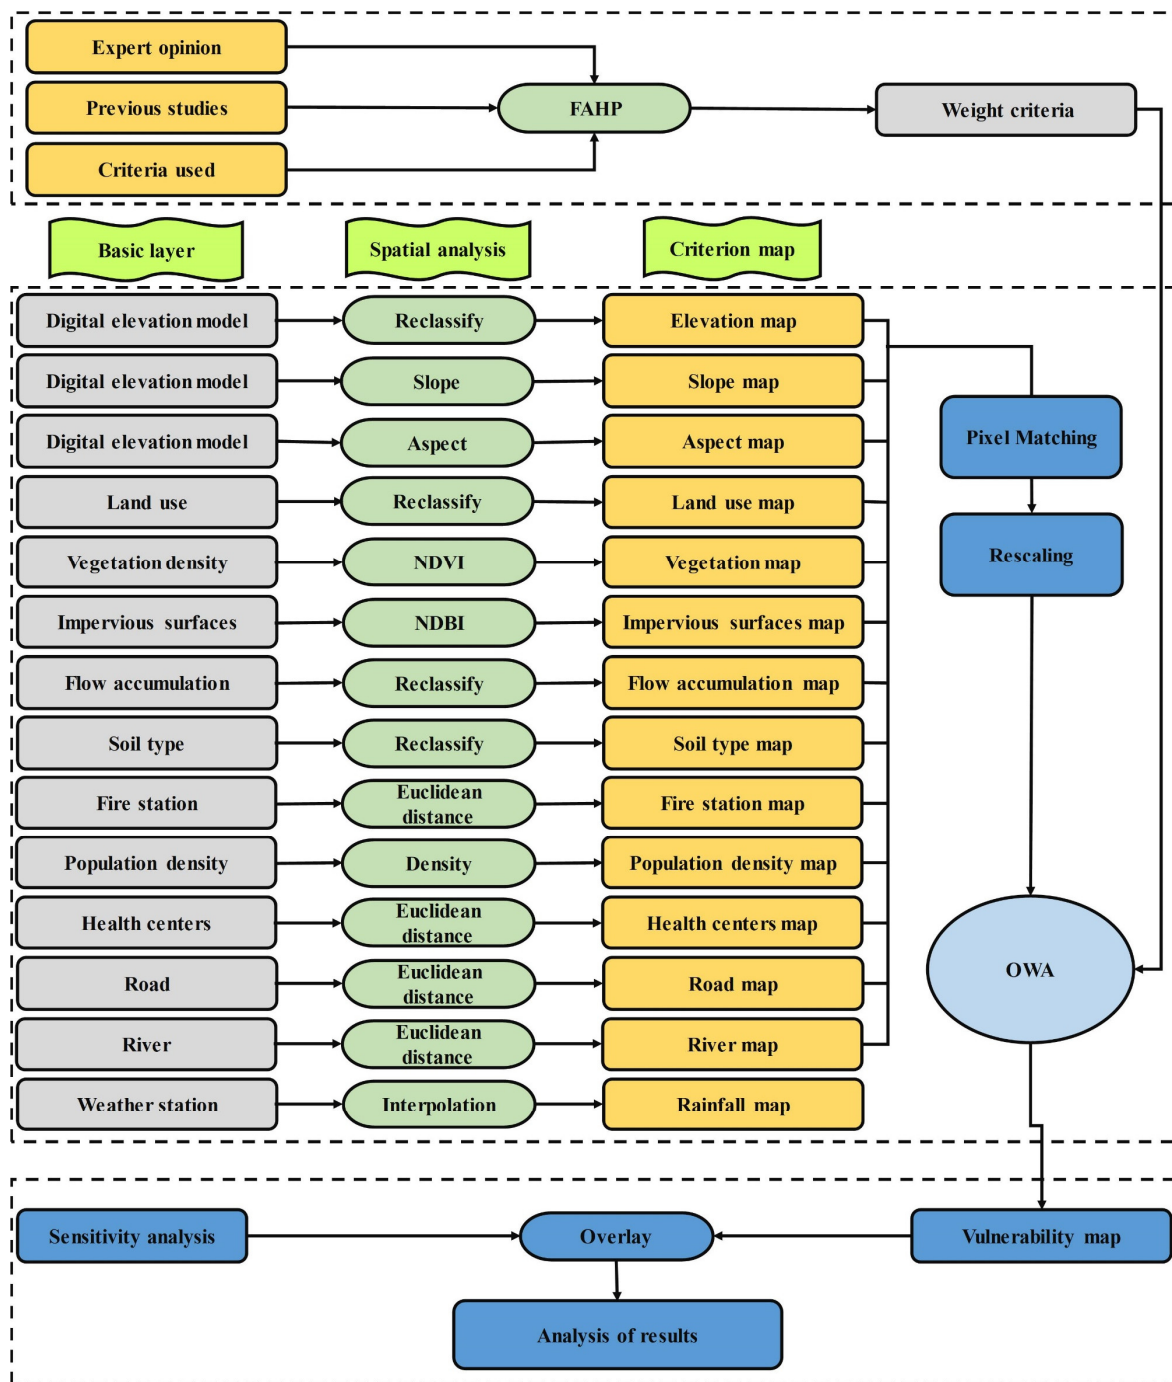 Expert opinion
Previous studies
FAHP
Weight criteria
Criteria used
Basic layer
Spatial analysis
Criterion map
Digital elevation model
Reclassify
Elevation map
Digital elevation model
Slope
Slope map
Digital elevation model
Aspect
Aspect map
Pixel Matching
Land use
Reclassify
Land use map
Vegetation density
NDVI
Vegetation map
Rescaling
Impervious surfaces
NDBI
Impervious surfaces map
Flow accumulation
Reclassify
Flow accumulation map
Soil type
Reclassify
Soil type map
Fire station
Euclidean
distance
Fire station map
Population density
Density
Population density map
Health centers
Euclidean
distance
Health centers map
Road
Euclidean
distance
Road map
OWA
River
Euclidean
distance
River map
Weather station
Interpolation
Rainfall map
Sensitivity analysis
Overlay
Vulnerability map
Analysis of results